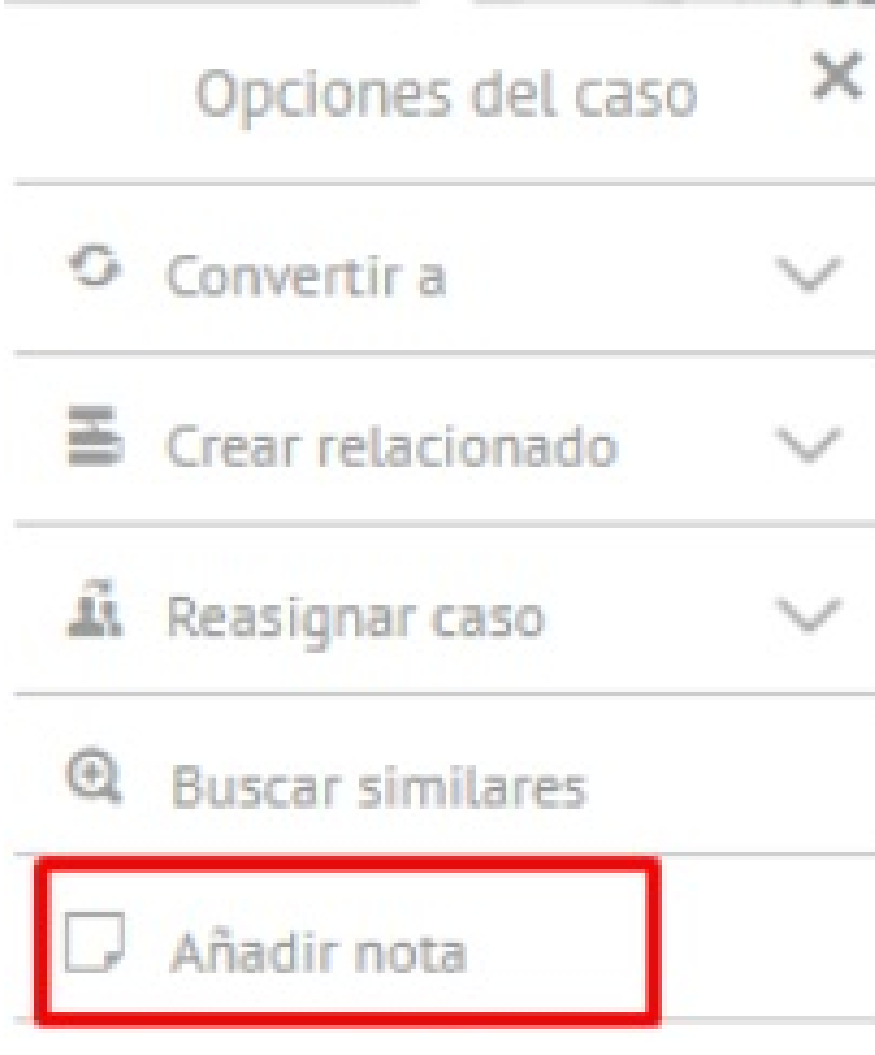 Opciones del caso
Convertir a
Crear relacionado
Reasignar caso
Buscar similares
Añadir nota